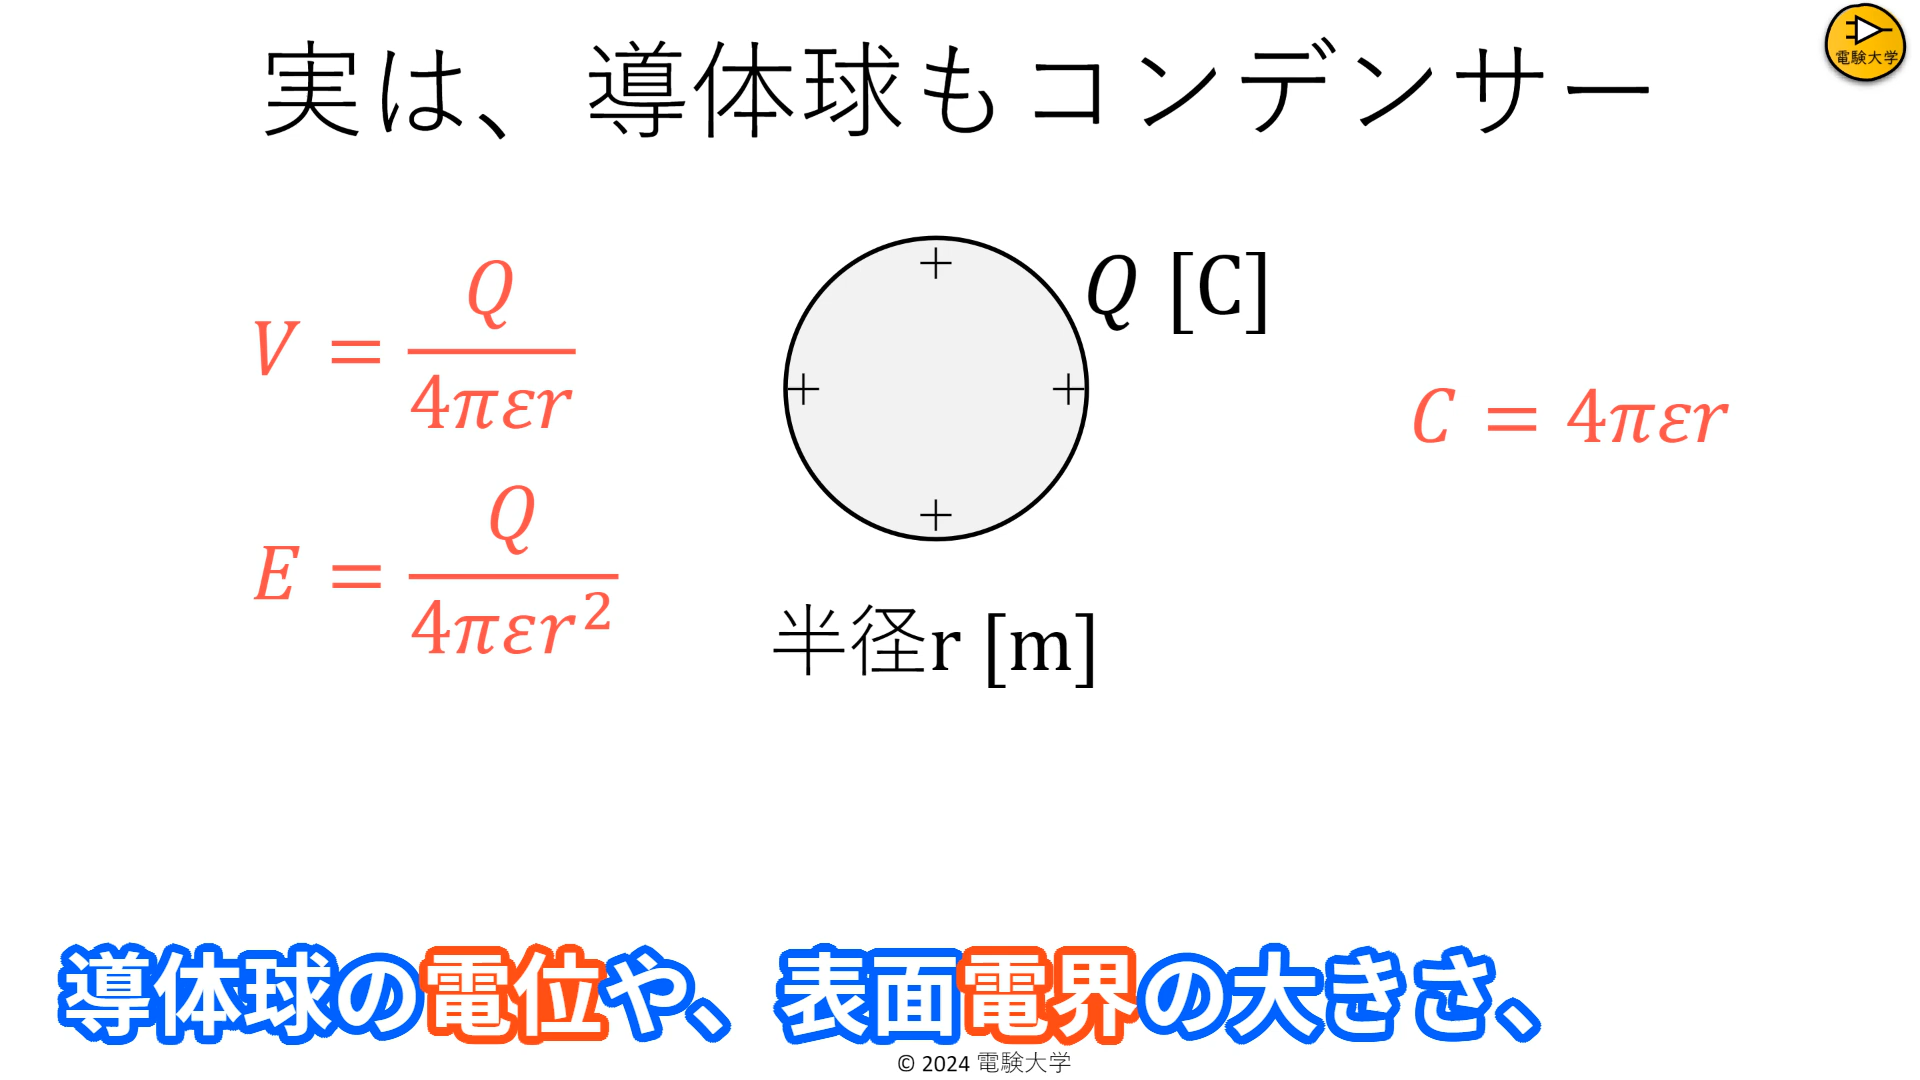 実は、導体球もコンデンサー
電験大学
V = Q / 4πεr
Q [C]
C = 4πεr
E = Q / 4πεr²
半径r [m]
導体球の電位や、表面電界の大きさ、
© 2024 電験大学